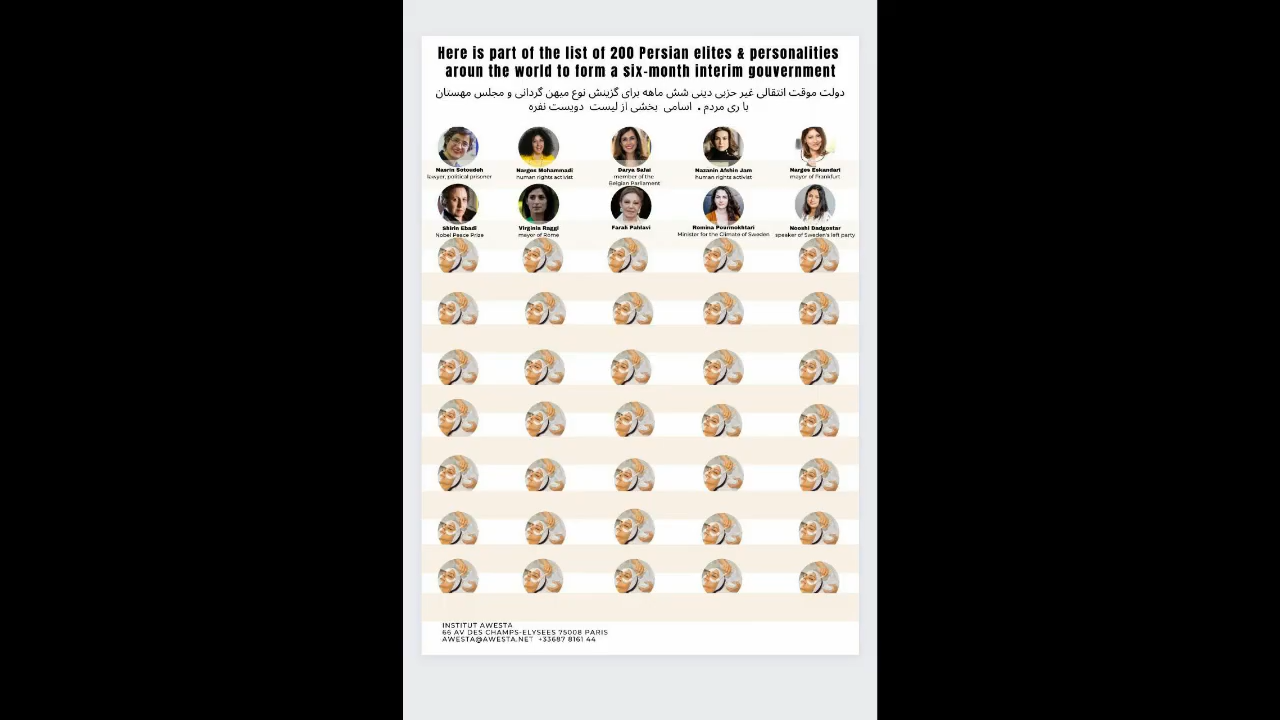 Here is part of the list of 200 Persian elites & personalities
aroun the world to form a six-month interim gouvernment
دولت موقت انتقالی غیر حزبی دینی شش ماهه برای گزینش نوع میهن گردانی و مجلس مهستان
با ری مردم . اسامی بخشی از لیست دویست نفره
Nasrin Sotoudeh
lawyer, political prisoner
Narges Mohammadi
human rights activist
Darya Safai
member of the
Belgian Parliament
Nazanin Afshin Jam
human rights activist
Narges Eskandari
mayor of Frankfurt
Shirin Ebadi
Nobel Peace Prize
Virginia Raggi
mayor of Rome
Farah Pahlavi
Romina Pourmokhtari
Minister for the Climate of Sweden
Nooshi Dadgostar
speaker of Sweden's left party
INSTITUT AWESTA
66 AV DES CHAMPS-ELYSEES 75008 PARIS
AWESTA@AWESTA.NET +33687 8161 44